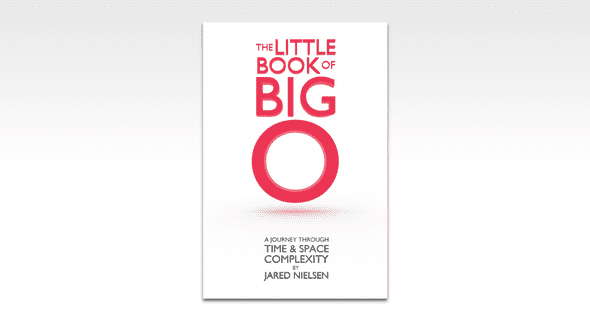 THE LITTLE
BOOK OF
BIG
O
A JOURNEY THROUGH
TIME & SPACE
COMPLEXITY
BY
JARED NIELSEN